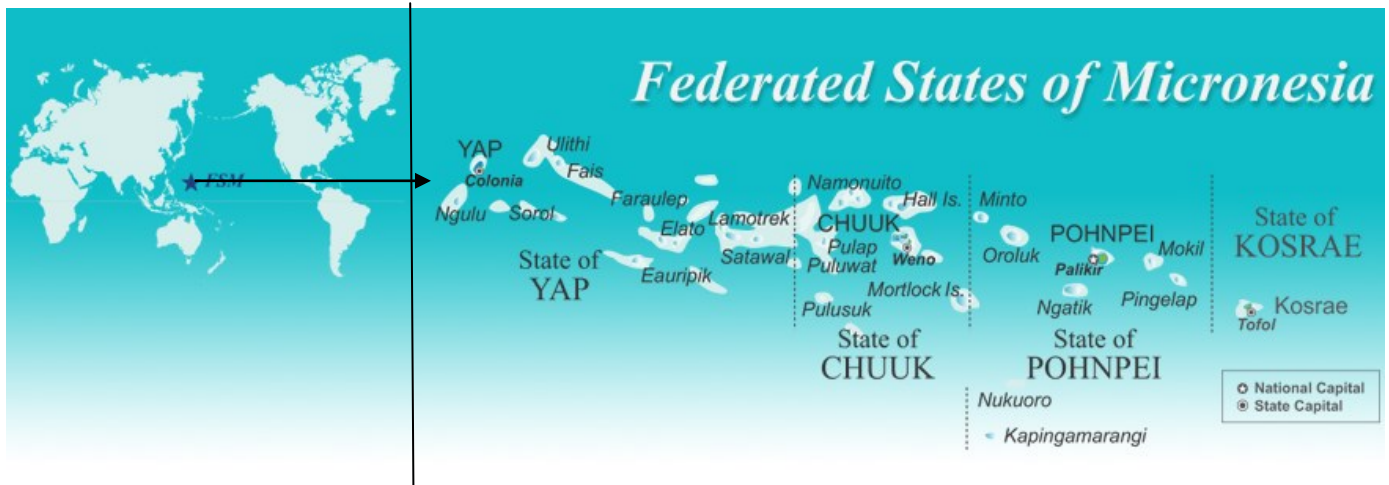 Federated States of Micronesia
FSM
YAP
Colonia
Ulithi
Fais
Ngulu
Sorol
Faraulep
Elato
Lamotrek
Satawal
Eauripik
State of
YAP
Namonuito
Hall Is.
CHUUK
Pulap
Puluwat
Weno
Mortlock Is.
Pulusuk
State of
CHUUK
Minto
Oroluk
POHNPEI
Palikir
Mokil
Ngatik
Pingelap
State of
POHNPEI
Nukuoro
Kapingamarangi
State of
KOSRAE
Kosrae
Tofol
National Capital
State Capital